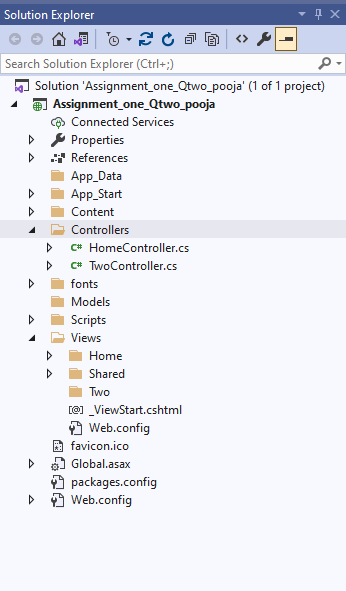 Solution Explorer
Search Solution Explorer (Ctrl+;)
Solution 'Assignment_one_Qtwo_pooja' (1 of 1 project)
Assignment_one_Qtwo_pooja
Connected Services
Properties
References
App_Data
App_Start
Content
Controllers
C# HomeController.cs
C# TwoController.cs
fonts
Models
Scripts
Views
Home
Shared
Two
[@] _ViewStart.cshtml
Web.config
favicon.ico
Global.asax
packages.config
Web.config